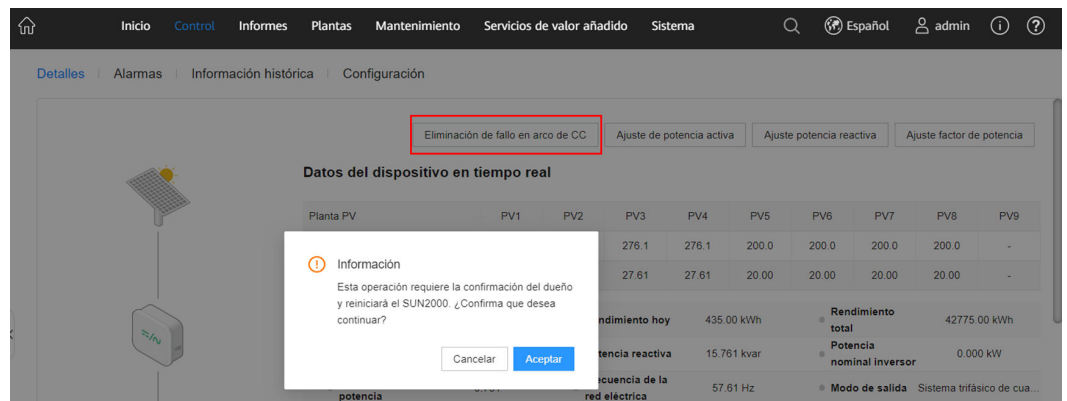 Inicio Control Informes Plantas Mantenimiento Servicios de valor añadido Sistema Español admin
Detalles Alarmas Información histórica Configuración
Eliminación de fallo en arco de CC Ajuste de potencia activa Ajuste potencia reactiva Ajuste factor de potencia
Datos del dispositivo en tiempo real
Planta PV PV1 PV2 PV3 PV4 PV5 PV6 PV7 PV8 PV9
276.1 276.1 200.0 200.0 200.0 200.0 -
27.61 27.61 20.00 20.00 20.00 20.00 -
Información
Esta operación requiere la confirmación del dueño
y reiniciará el SUN2000. ¿Confirma que desea
continuar?
Cancelar Aceptar
ndimiento hoy 435.00 kWh Rendimiento
total 42775.00 kWh
tencia reactiva 15.761 kvar Potencia
nominal inversor 0.000 kW
potencia
ecuencia de la
red eléctrica 57.61 Hz Modo de salida Sistema trifásico de cua...